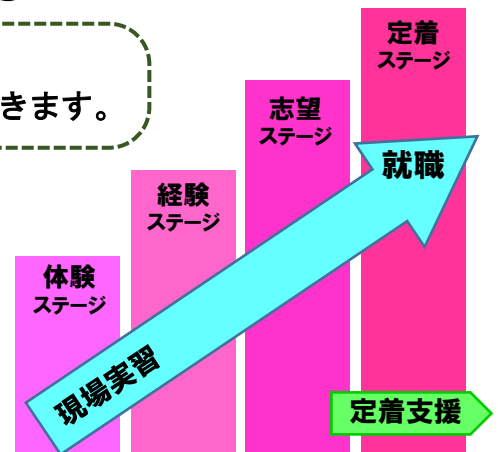 きます。
定着
ステージ
志望
ステージ
就職
経験
ステージ
体験
ステージ
現場実習
定着支援